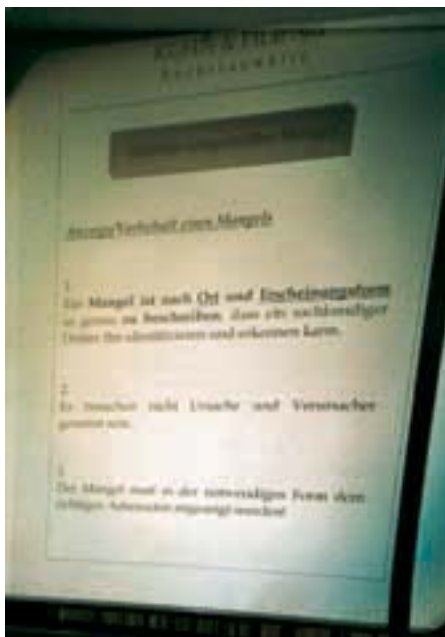 Rechtsanwälte
Anzeige/Vorbehalt eines Mangels
1.
Ein Mangel ist nach Ort und Erscheinungsform
so genau zu beschreiben, dass ein sachkundiger
Dritter ihn identifizieren und erkennen kann.
2.
Es brauchen nicht Ursache und Verursacher
genannt sein.
3.
Der Mangel muss in der notwendigen Form dem
richtigen Adressaten angezeigt werden!